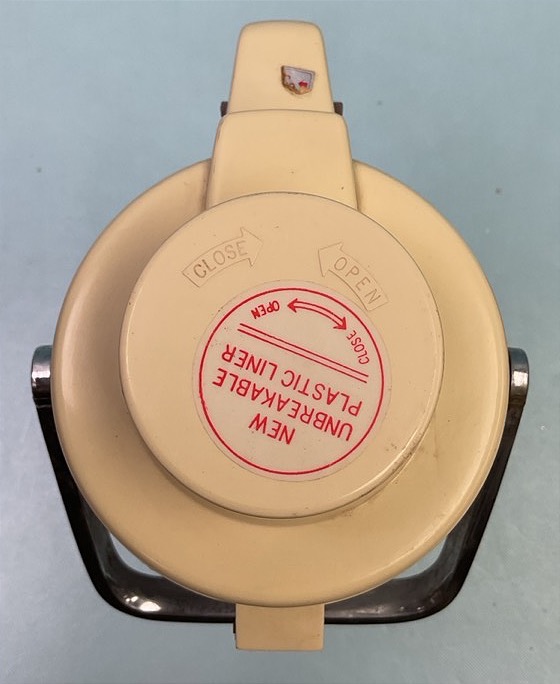 CLOSE
OPEN
OPEN
CLOSE
NEW
UNBREAKABLE
PLASTIC LINER